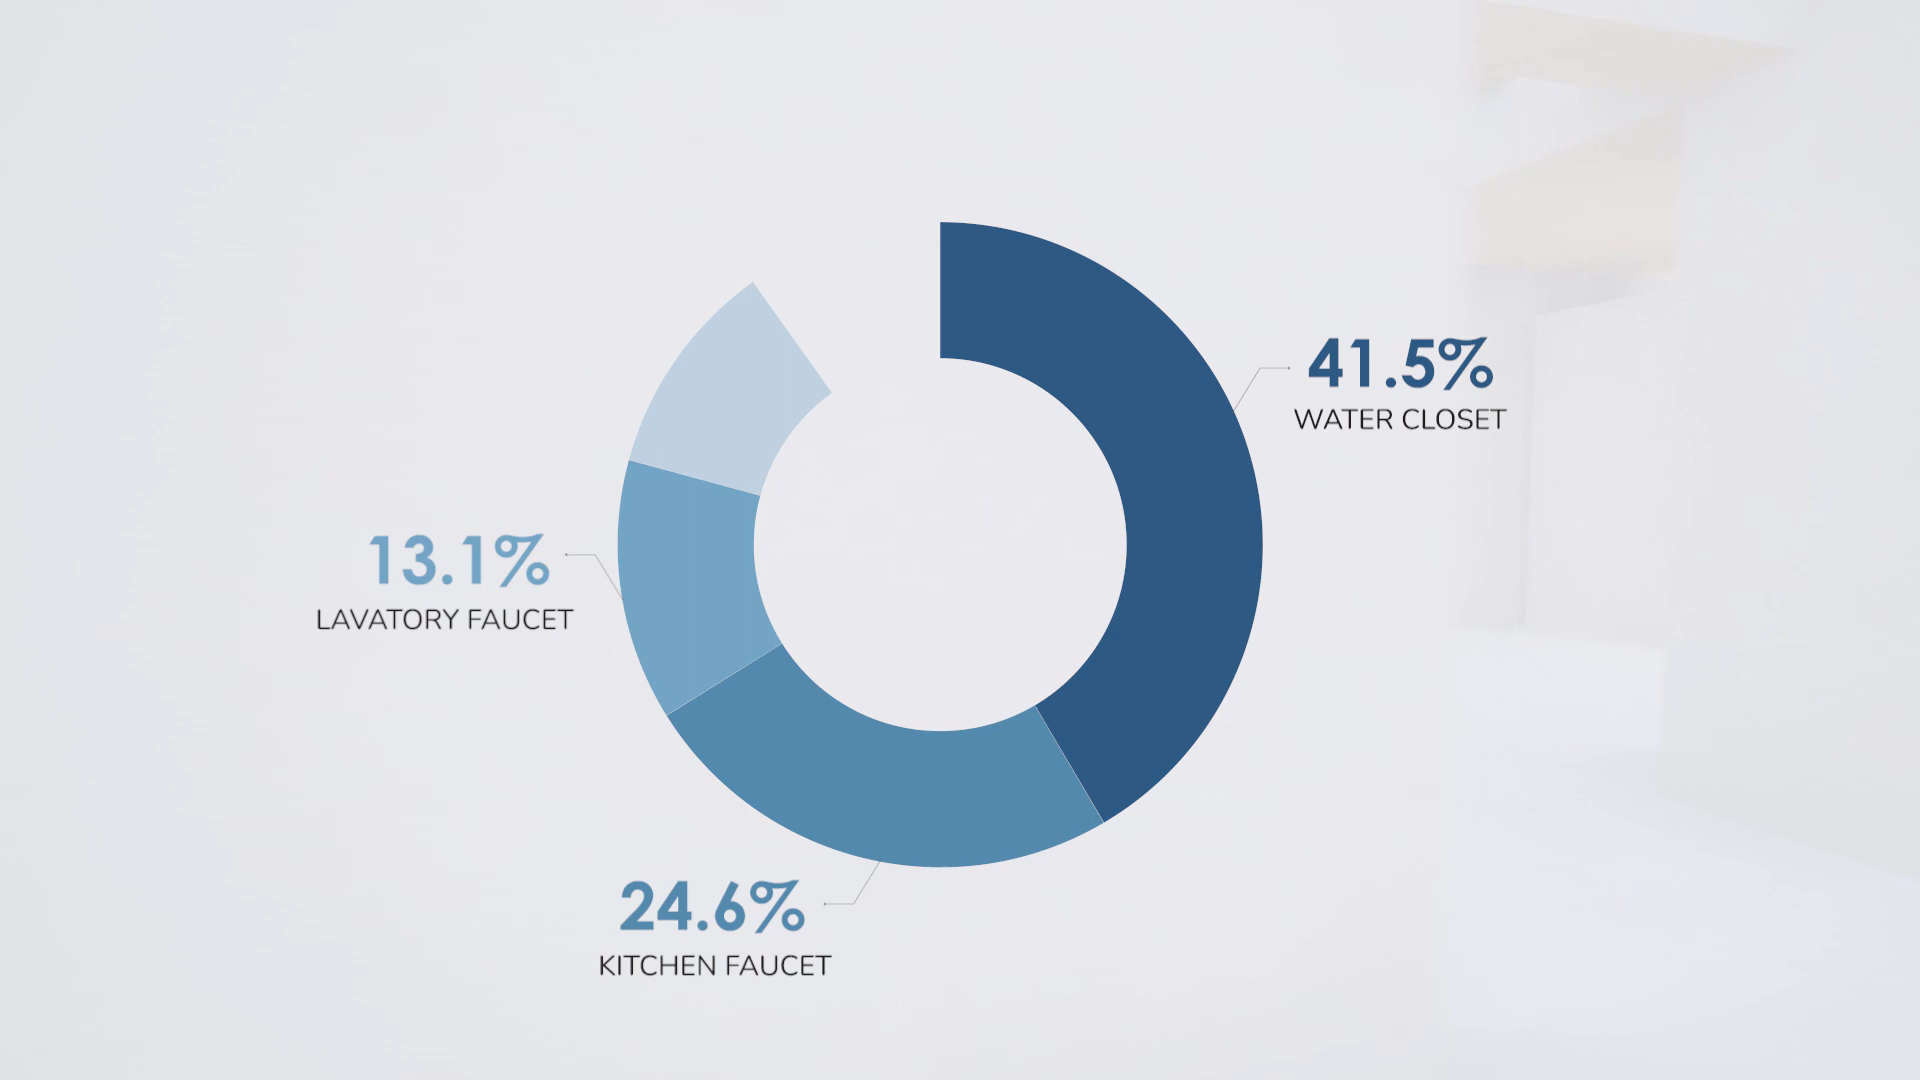 41.5%
WATER CLOSET
13.1%
LAVATORY FAUCET
24.6%
KITCHEN FAUCET